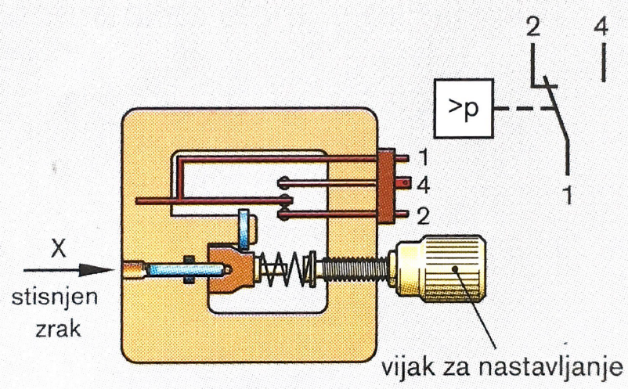 2 4
>p
1
1
4
2
X
stisnjen
zrak
vijak za nastavljanje